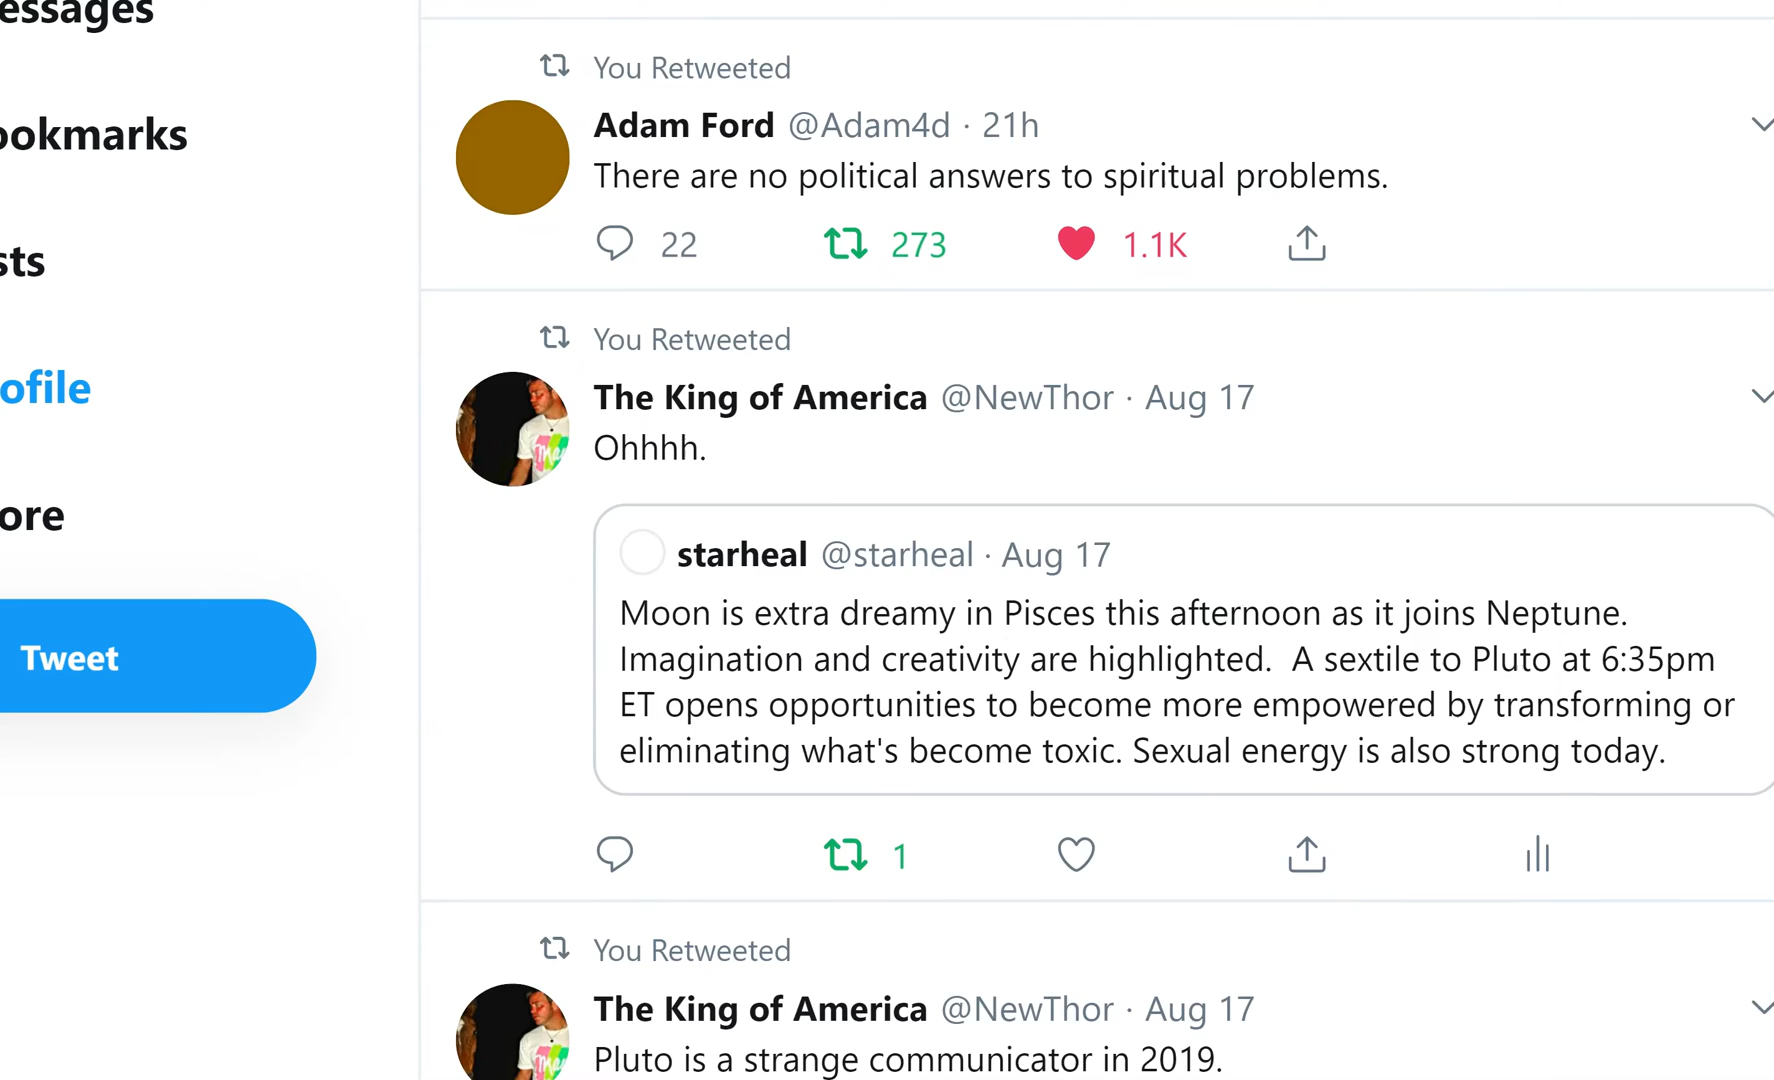 essages
ookmarks
sts
ofile
ore
Tweet
You Retweeted
Adam Ford @Adam4d · 21h
There are no political answers to spiritual problems.
22 273 1.1K
You Retweeted
The King of America @NewThor · Aug 17
Ohhhh.
starheal @starheal · Aug 17
Moon is extra dreamy in Pisces this afternoon as it joins Neptune.
Imagination and creativity are highlighted.  A sextile to Pluto at 6:35pm
ET opens opportunities to become more empowered by transforming or
eliminating what's become toxic. Sexual energy is also strong today.
1
You Retweeted
The King of America @NewThor · Aug 17
Pluto is a strange communicator in 2019.